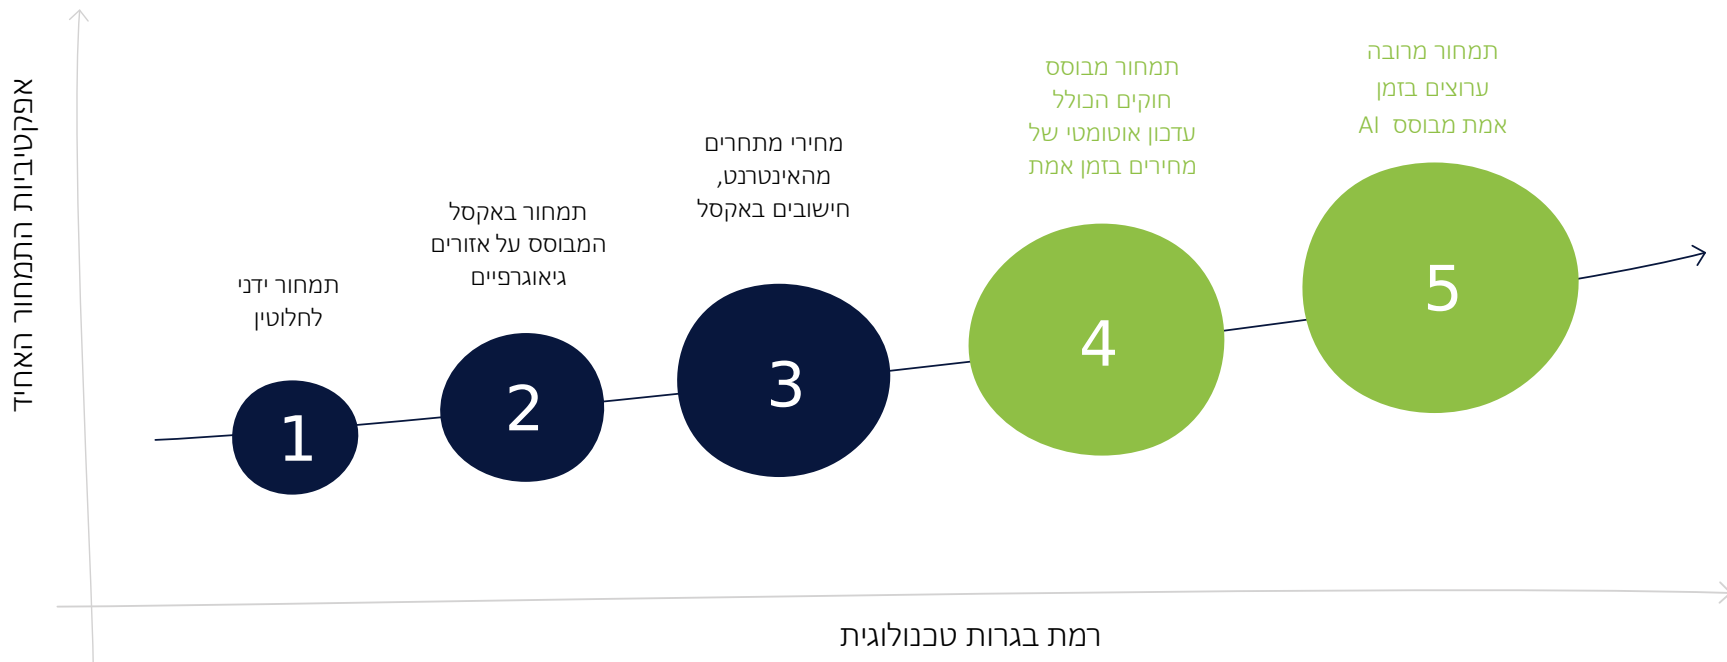 אפקטיביות התמחור האחיד
תמחור ידני
לחלוטין
1
תמחור באקסל
המבוסס על אזורים
גיאוגרפיים
2
מחירי מתחרים
מהאינטרנט,
חישובים באקסל
3
תמחור מבוסס
חוקים הכולל
עדכון אוטומטי של
מחירים בזמן אמת
4
תמחור מרובה
ערוצים בזמן
אמת מבוסס AI
5
רמת בגרות טכנולוגית